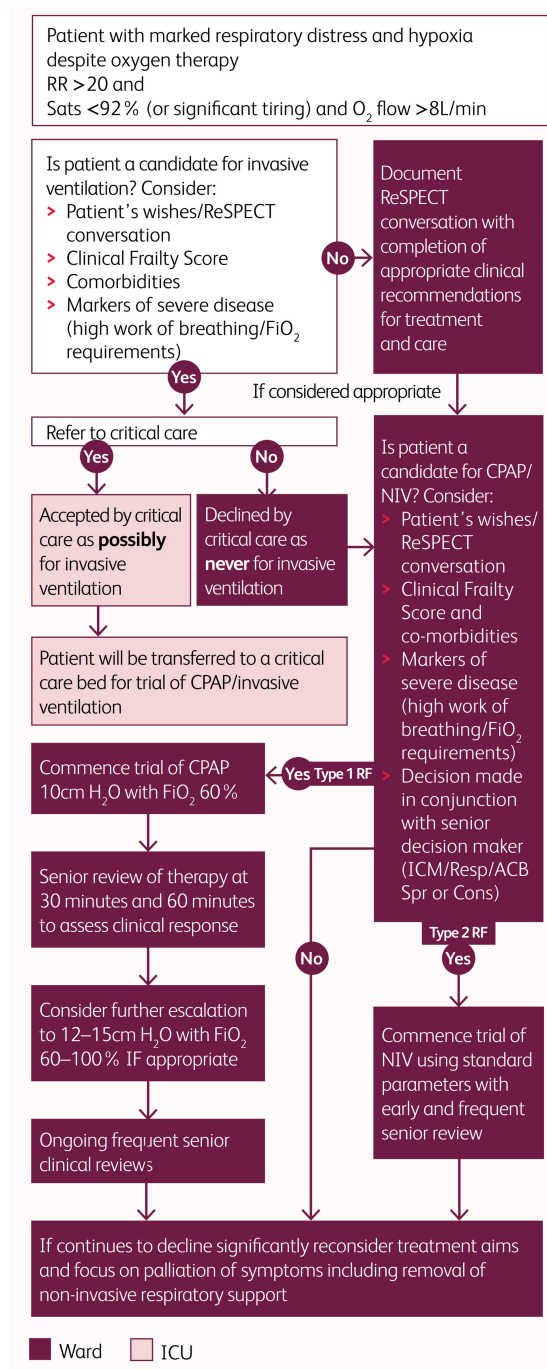 Patient with marked respiratory distress and hypoxia
despite oxygen therapy
RR >20 and
Sats <92% (or significant tiring) and O₂ flow >8L/min
Is patient a candidate for invasive
ventilation? Consider:
> Patient's wishes/ReSPECT
conversation
> Clinical Frailty Score
> Comorbidities
> Markers of severe disease
(high work of breathing/FiO₂
requirements)
No
Document
ReSPECT
conversation with
completion of
appropriate clinical
recommendations
for treatment
and care
Yes
If considered appropriate
Refer to critical care
Yes
No
Accepted by critical
care as possibly
for invasive
ventilation
Declined by
critical care as
never for invasive
ventilation
Is patient a
candidate for CPAP/
NIV? Consider:
> Patient's wishes/
ReSPECT
conversation
> Clinical Frailty
Score and
co-morbidities
> Markers of
severe disease
(high work of
breathing/FiO₂
requirements)
> Decision made
in conjunction
with senior
decision maker
(ICM/Resp/ACB
Spr or Cons)
Patient will be transferred to a critical
care bed for trial of CPAP/invasive
ventilation
Yes Type 1 RF
Commence trial of CPAP
10cm H₂O with FiO₂ 60%
Senior review of therapy at
30 minutes and 60 minutes
to assess clinical response
No
Type 2 RF
Yes
Consider further escalation
to 12–15cm H₂O with FiO₂
60–100% IF appropriate
Commence trial of
NIV using standard
parameters with
early and frequent
senior review
Ongoing frequent senior
clinical reviews
If continues to decline significantly reconsider treatment aims
and focus on palliation of symptoms including removal of
non-invasive respiratory support
Ward
ICU